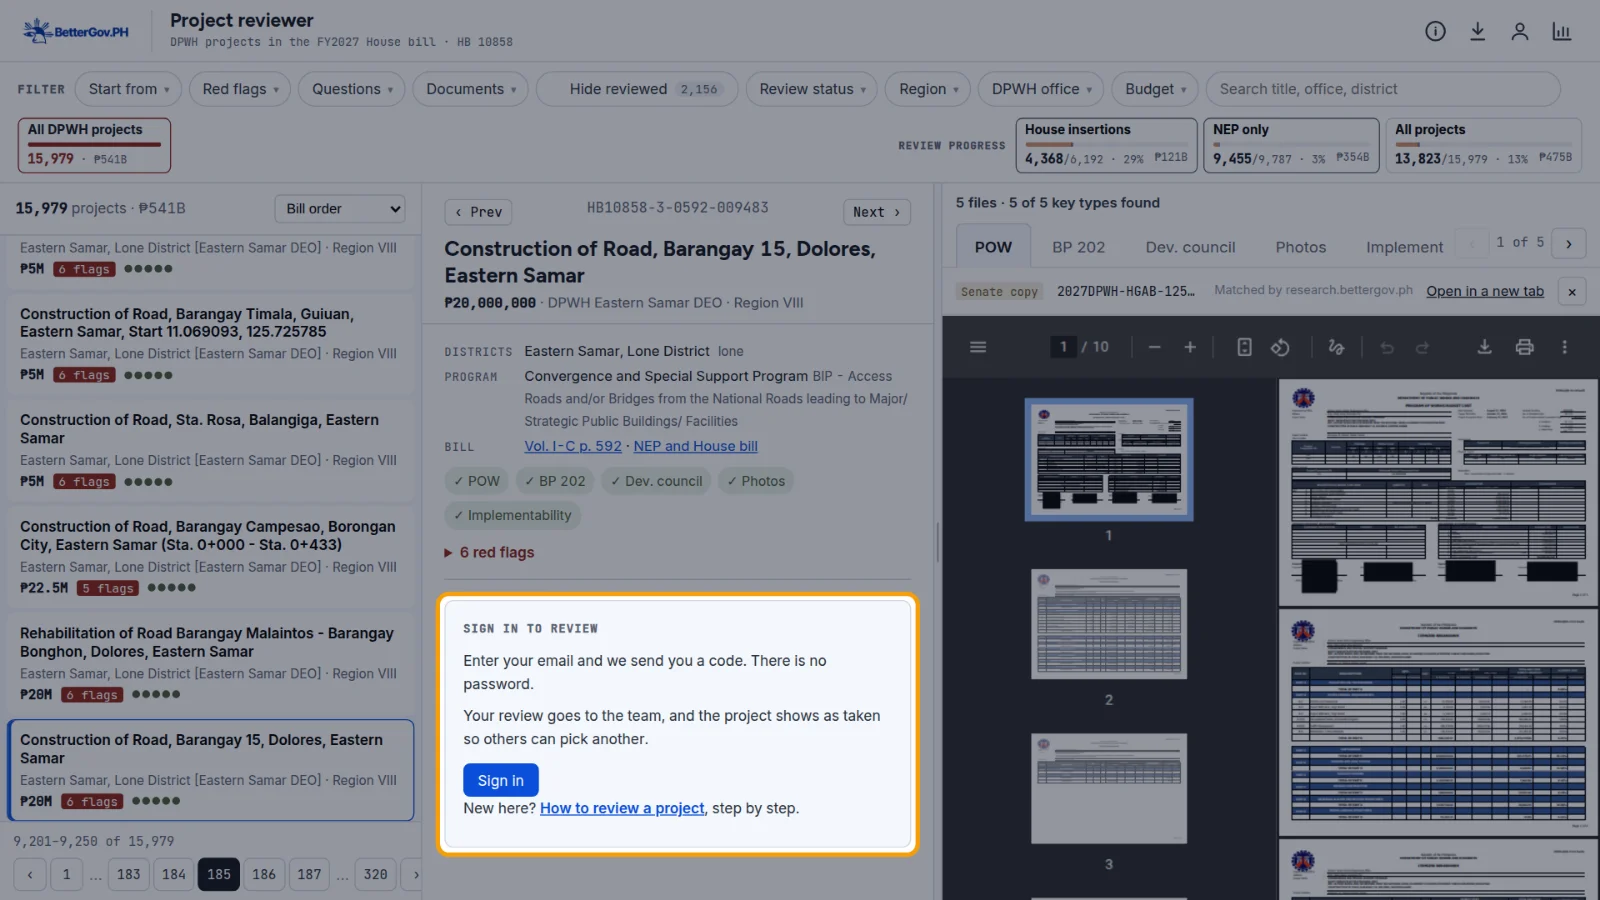 BetterGov.PH
Project reviewer
DPWH projects in the FY2027 House bill · HB 10858
FILTER
Start from ▾
Red flags ▾
Questions ▾
Documents ▾
Hide reviewed 2,156
Review status ▾
Region ▾
DPWH office ▾
Budget ▾
Search title, office, district
All DPWH projects
15,979 · ₱541B
REVIEW PROGRESS
House insertions
4,368/6,192 · 29% ₱121B
NEP only
9,455/9,787 · 3% ₱354B
All projects
13,823/15,979 · 13% ₱475B
15,979 projects · ₱541B
Bill order
Eastern Samar, Lone District [Eastern Samar DEO] · Region VIII
₱5M 6 flags
Construction of Road, Barangay Timala, Guiuan,
Eastern Samar, Start 11.069093, 125.725785
Eastern Samar, Lone District [Eastern Samar DEO] · Region VIII
₱5M 6 flags
Construction of Road, Sta. Rosa, Balangiga, Eastern
Samar
Eastern Samar, Lone District [Eastern Samar DEO] · Region VIII
₱5M 6 flags
Construction of Road, Barangay Campesao, Borongan
City, Eastern Samar (Sta. 0+000 - Sta. 0+433)
Eastern Samar, Lone District [Eastern Samar DEO] · Region VIII
₱22.5M 5 flags
Rehabilitation of Road Barangay Malaintos - Barangay
Bonghon, Dolores, Eastern Samar
Eastern Samar, Lone District [Eastern Samar DEO] · Region VIII
₱20M 6 flags
Construction of Road, Barangay 15, Dolores, Eastern
Samar
Eastern Samar, Lone District [Eastern Samar DEO] · Region VIII
₱20M 6 flags
9,201–9,250 of 15,979
‹ 1 … 183 184 185 186 187 … 320 ›
‹ Prev
HB10858-3-0592-009483
Next ›
Construction of Road, Barangay 15, Dolores,
Eastern Samar
₱20,000,000 · DPWH Eastern Samar DEO · Region VIII
DISTRICTS Eastern Samar, Lone District lone
PROGRAM Convergence and Special Support Program BIP - Access
Roads and/or Bridges from the National Roads leading to Major/
Strategic Public Buildings/ Facilities
BILL Vol. I-C p. 592 · NEP and House bill
✓ POW ✓ BP 202 ✓ Dev. council ✓ Photos
✓ Implementability
▶ 6 red flags
SIGN IN TO REVIEW
Enter your email and we send you a code. There is no
password.
Your review goes to the team, and the project shows as taken
so others can pick another.
Sign in
New here? How to review a project, step by step.
5 files · 5 of 5 key types found
POW
BP 202
Dev. council
Photos
Implement
‹ 1 of 5 ›
Senate copy 2027DPWH-HGAB-125… Matched by research.bettergov.ph Open in a new tab ×
1 / 10
1
2
3